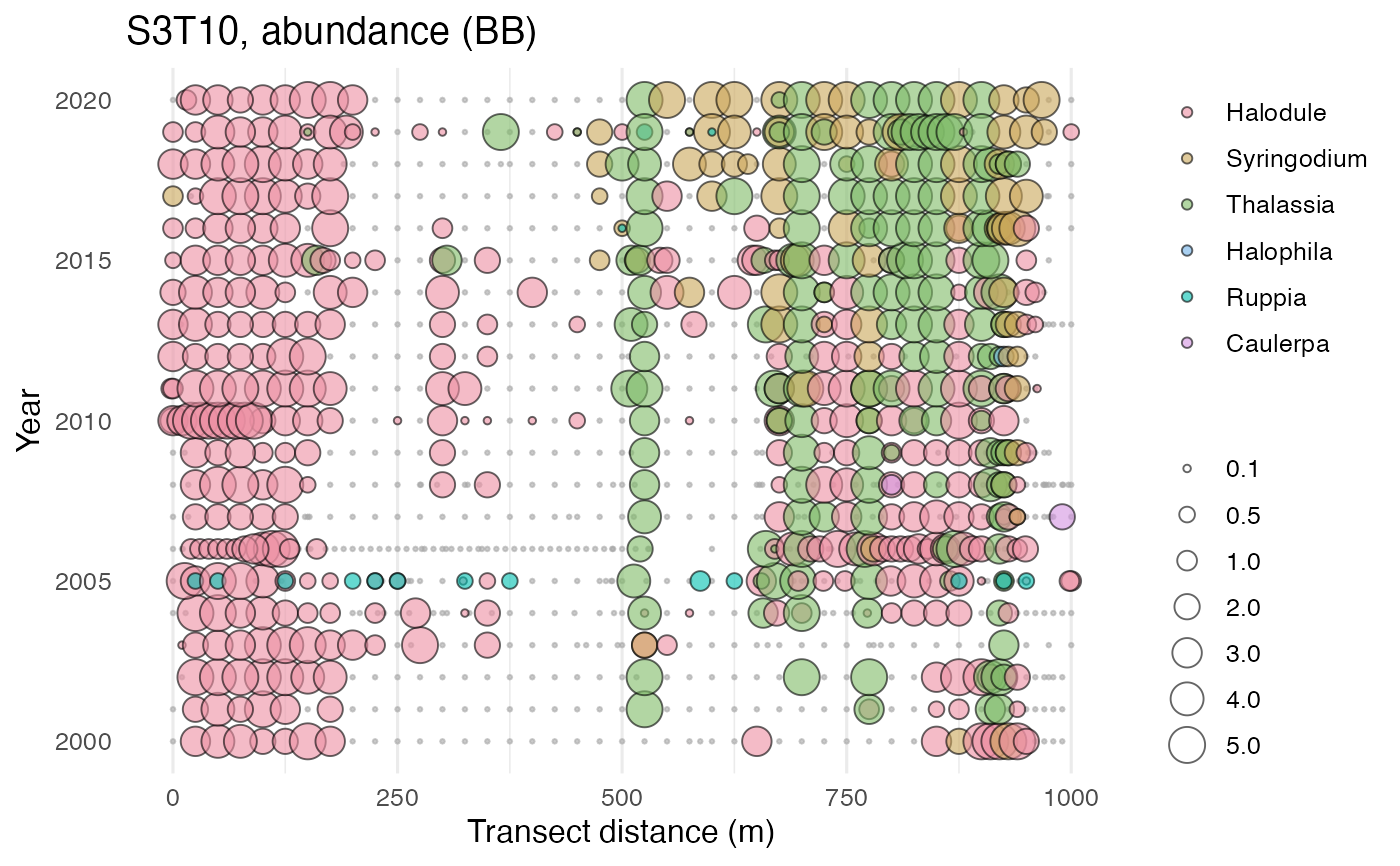 S3T10, abundance (BB)
2020
2015
2010
2005
2000
Year
0
250
500
750
1000
Transect distance (m)
Halodule
Syringodium
Thalassia
Halophila
Ruppia
Caulerpa
0.1
0.5
1.0
2.0
3.0
4.0
5.0